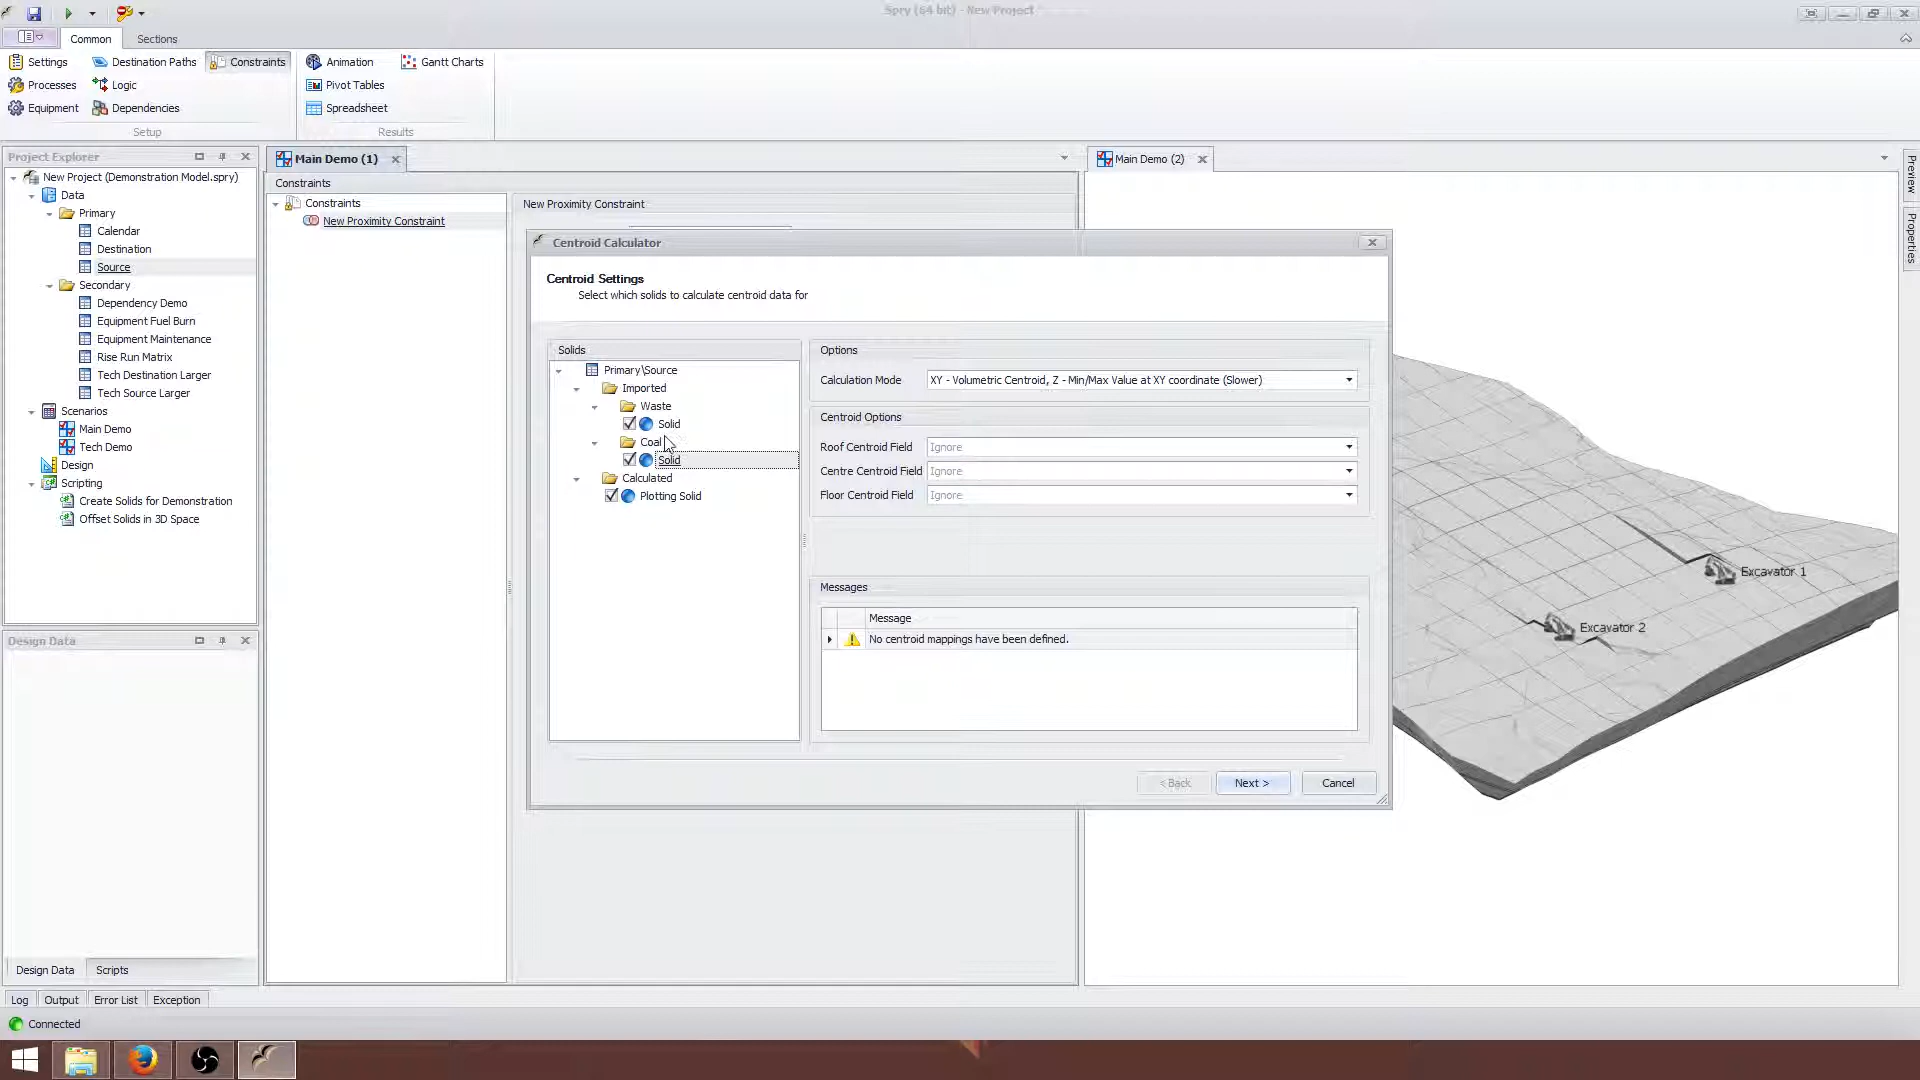 Spry (64 bit) - New Project
Common
Sections
Settings
Destination Paths
Constraints
Animation
Gantt Charts
Processes
Logic
Pivot Tables
Equipment
Dependencies
Spreadsheet
Setup
Results
Project Explorer
New Project (Demonstration Model.spry)
Data
Primary
Calendar
Destination
Source
Secondary
Dependency Demo
Equipment Fuel Burn
Equipment Maintenance
Rise Run Matrix
Tech Destination Larger
Tech Source Larger
Scenarios
Main Demo
Tech Demo
Design
Scripting
Create Solids for Demonstration
Offset Solids in 3D Space
Design Data
Design Data
Scripts
Main Demo (1)
Constraints
Constraints
New Proximity Constraint
New Proximity Constraint
Centroid Calculator
Centroid Settings
Select which solids to calculate centroid data for
Solids
Primary\Source
Imported
Waste
Solid
Coal
Solid
Calculated
Plotting Solid
Options
Calculation Mode
XY - Volumetric Centroid, Z - Min/Max Value at XY coordinate (Slower)
Centroid Options
Roof Centroid Field
Ignore
Centre Centroid Field
Ignore
Floor Centroid Field
Ignore
Messages
Message
No centroid mappings have been defined.
< Back
Next >
Cancel
Main Demo (2)
Excavator 1
Excavator 2
Preview
Properties
Log
Output
Error List
Exception
Connected